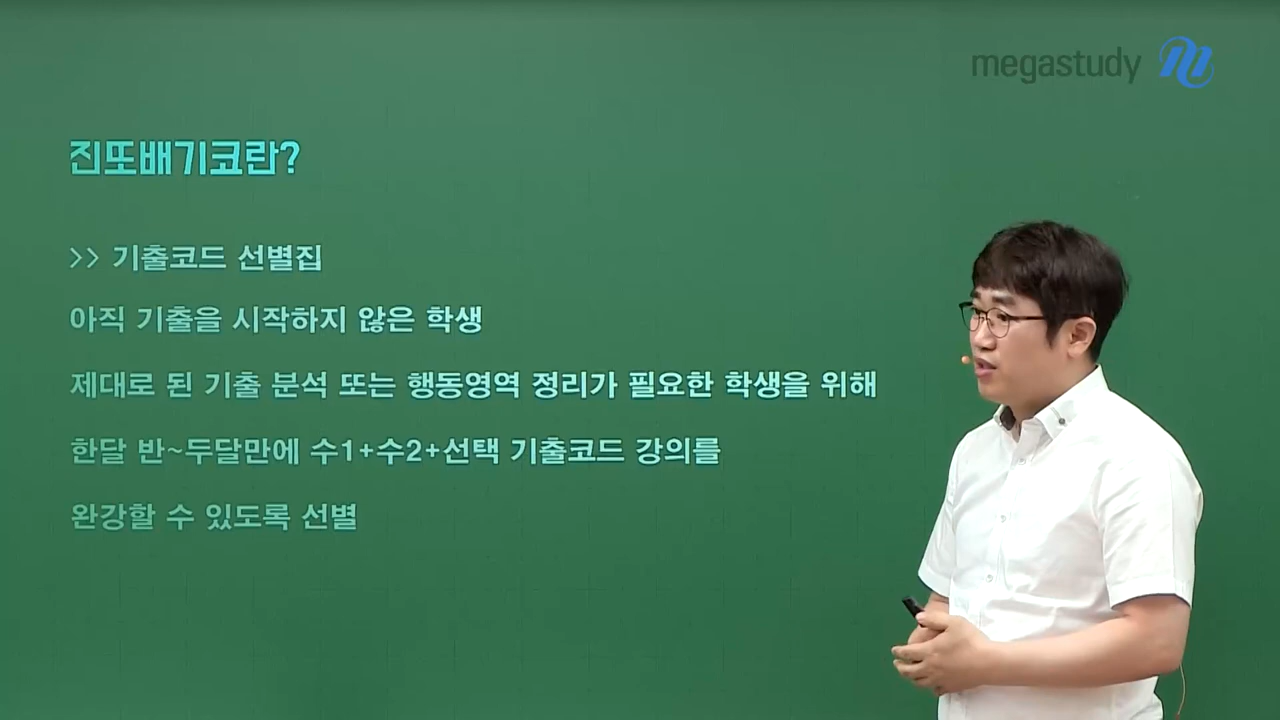 megastudy
진또배기코란?
>> 기출코드 선별집
아직 기출을 시작하지 않은 학생
제대로 된 기출 분석 또는 행동영역 정리가 필요한 학생을 위해
한달 반~두달만에 수1+수2+선택 기출코드 강의를
완강할 수 있도록 선별